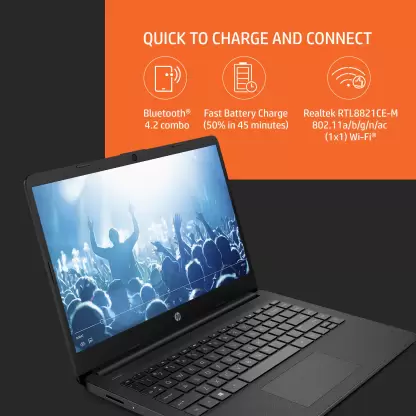 QUICK TO CHARGE AND CONNECT
Bluetooth®
4.2 combo
Fast Battery Charge
(50% in 45 minutes)
Realtek RTL8821CE-M
802.11a/b/g/n/ac
(1x1) Wi-Fi®
hp